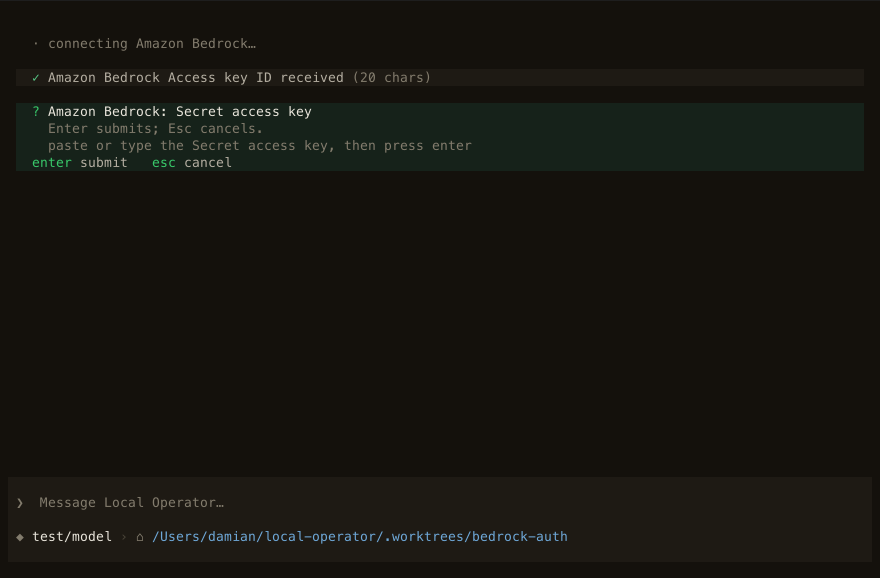 · connecting Amazon Bedrock…
✓ Amazon Bedrock Access key ID received (20 chars)
? Amazon Bedrock: Secret access key
Enter submits; Esc cancels.
paste or type the Secret access key, then press enter
enter submit   esc cancel
❯ Message Local Operator…
◆ test/model › ⌂ /Users/damian/local-operator/.worktrees/bedrock-auth